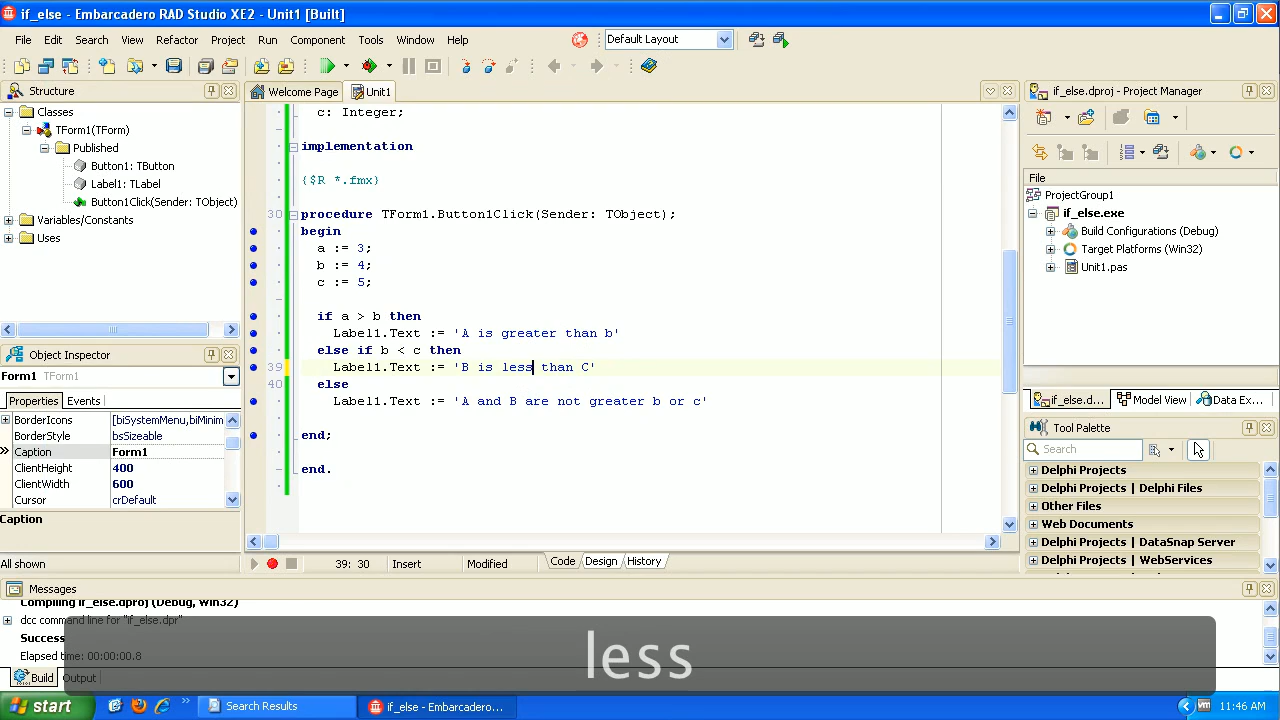 if_else - Embarcadero RAD Studio XE2 - Unit1 [Built]
File Edit Search View Refactor Project Run Component Tools Window Help
Default Layout
Structure
Welcome Page Unit1
if_else.dproj - Project Manager
Classes
TForm1(TForm)
Published
Button1: TButton
Label1: TLabel
Button1Click(Sender: TObject)
Variables/Constants
Uses
c: Integer;
implementation
{$R *.fmx}
30 procedure TForm1.Button1Click(Sender: TObject);
begin
a := 3;
b := 4;
c := 5;
if a > b then
Label1.Text := 'A is greater than b'
else if b < c then
39 Label1.Text := 'B is less than C'
40 else
Label1.Text := 'A and B are not greater b or c'
end;
end.
File
ProjectGroup1
if_else.exe
Build Configurations (Debug)
Target Platforms (Win32)
Unit1.pas
if_else.d... Model View Data Ex...
Tool Palette
Search
Delphi Projects
Delphi Projects | Delphi Files
Other Files
Web Documents
Delphi Projects | DataSnap Server
Delphi Projects | WebServices
Object Inspector
Form1 TForm1
Properties Events
BorderIcons [biSystemMenu,biMinim
BorderStyle bsSizeable
Caption Form1
ClientHeight 400
ClientWidth 600
Cursor crDefault
Caption
All shown
39: 30 Insert Modified Code Design History
Messages
Compiling if_else.dproj (Debug, Win32)
dcc command line for "if_else.dpr"
Success
Elapsed time: 00:00:00.8
less
Build Output
start Search Results if_else - Embarcadero... 11:46 AM